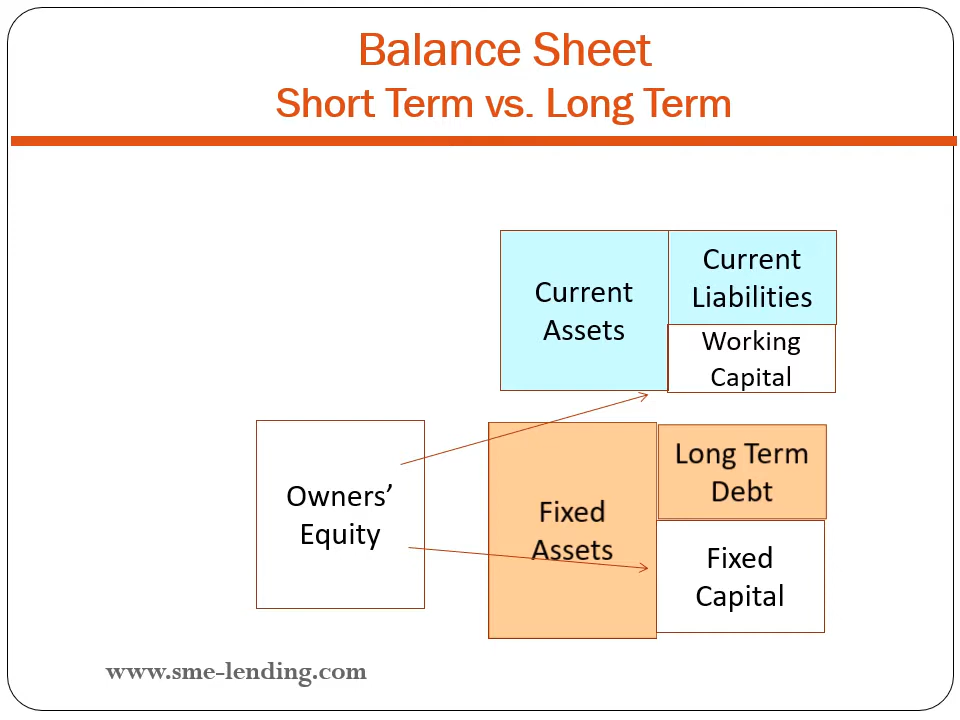 Balance Sheet
Short Term vs. Long Term
Current
Assets
Current
Liabilities
Working
Capital
Owners’
Equity
Fixed
Assets
Long Term
Debt
Fixed
Capital
www.sme-lending.com